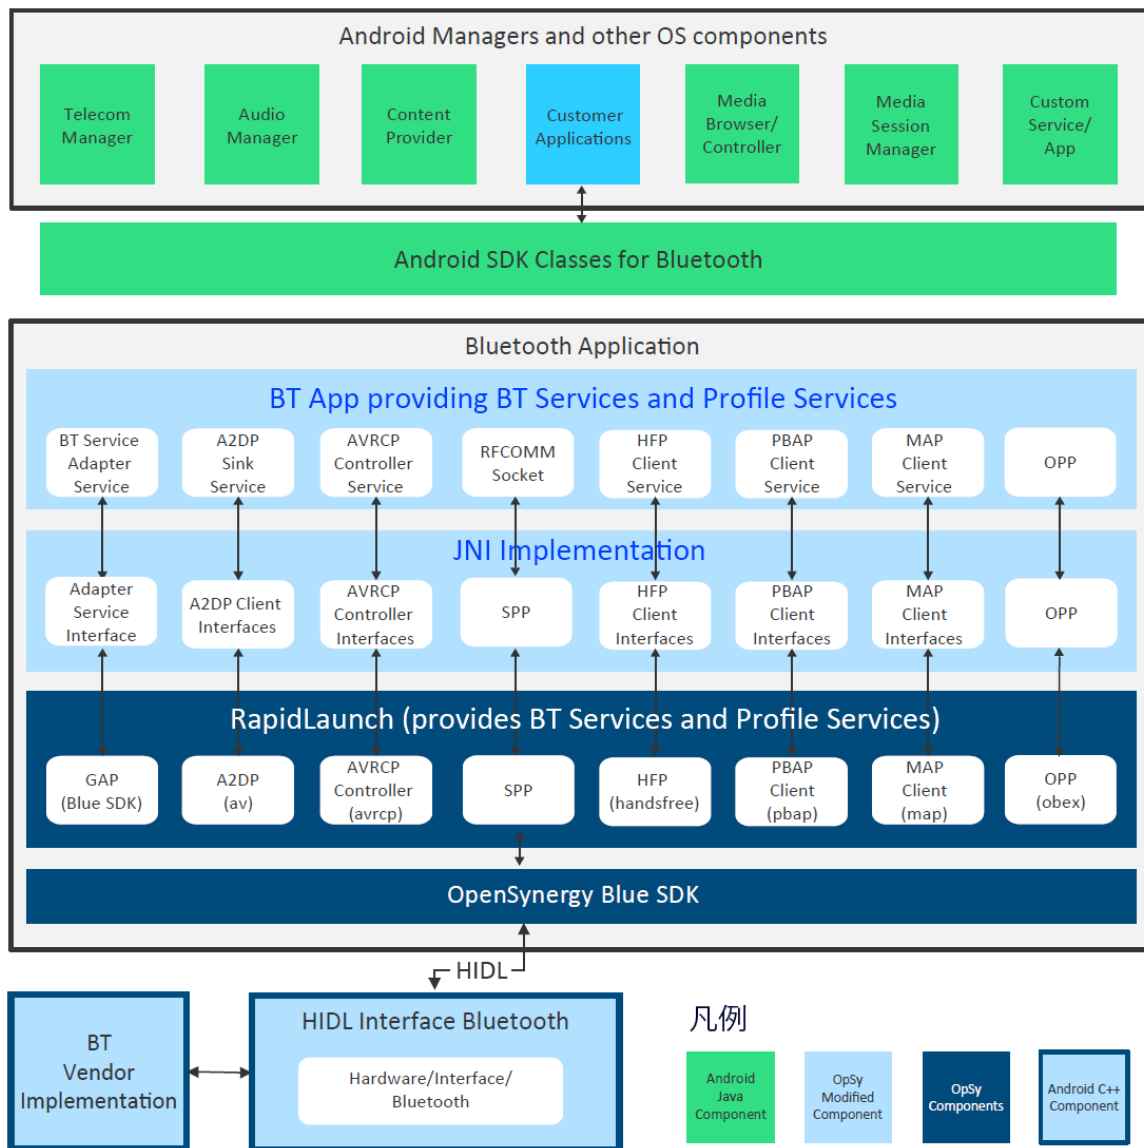 Android Managers and other OS components
Telecom
Manager
Audio
Manager
Content
Provider
Customer
Applications
Media
Browser/
Controller
Media
Session
Manager
Custom
Service/
App
Android SDK Classes for Bluetooth
Bluetooth Application
BT App providing BT Services and Profile Services
BT Service
Adapter
Service
A2DP
Sink
Service
AVRCP
Controller
Service
RFCOMM
Socket
HFP
Client
Service
PBAP
Client
Service
MAP
Client
Service
OPP
JNI Implementation
Adapter
Service
Interface
A2DP Client
Interfaces
AVRCP
Controller
Interfaces
SPP
HFP
Client
Interfaces
PBAP
Client
Interfaces
MAP
Client
Interfaces
OPP
RapidLaunch (provides BT Services and Profile Services)
GAP
(Blue SDK)
A2DP
(av)
AVRCP
Controller
(avrcp)
SPP
HFP
(handsfree)
PBAP
Client
(pbap)
MAP
Client
(map)
OPP
(obex)
OpenSynergy Blue SDK
HIDL
BT
Vendor
Implementation
HIDL Interface Bluetooth
Hardware/Interface/
Bluetooth
凡例
Android
Java
Component
OpSy
Modified
Component
OpSy
Components
Android C++
Component